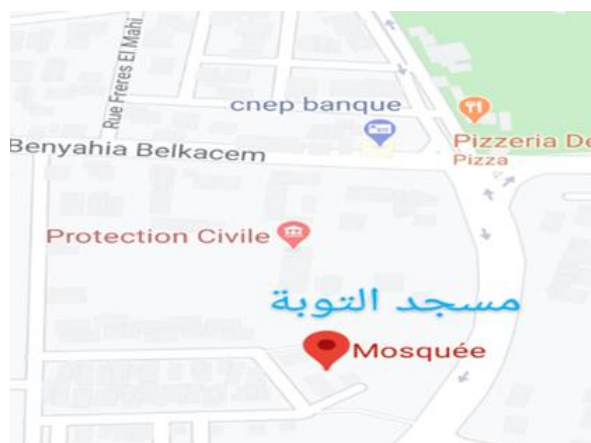 Rue Freres El Mahi
cnep banque
Pizzeria De
Pizza
Benyahia Belkacem
Protection Civile
مسجد التوبة
Mosquée